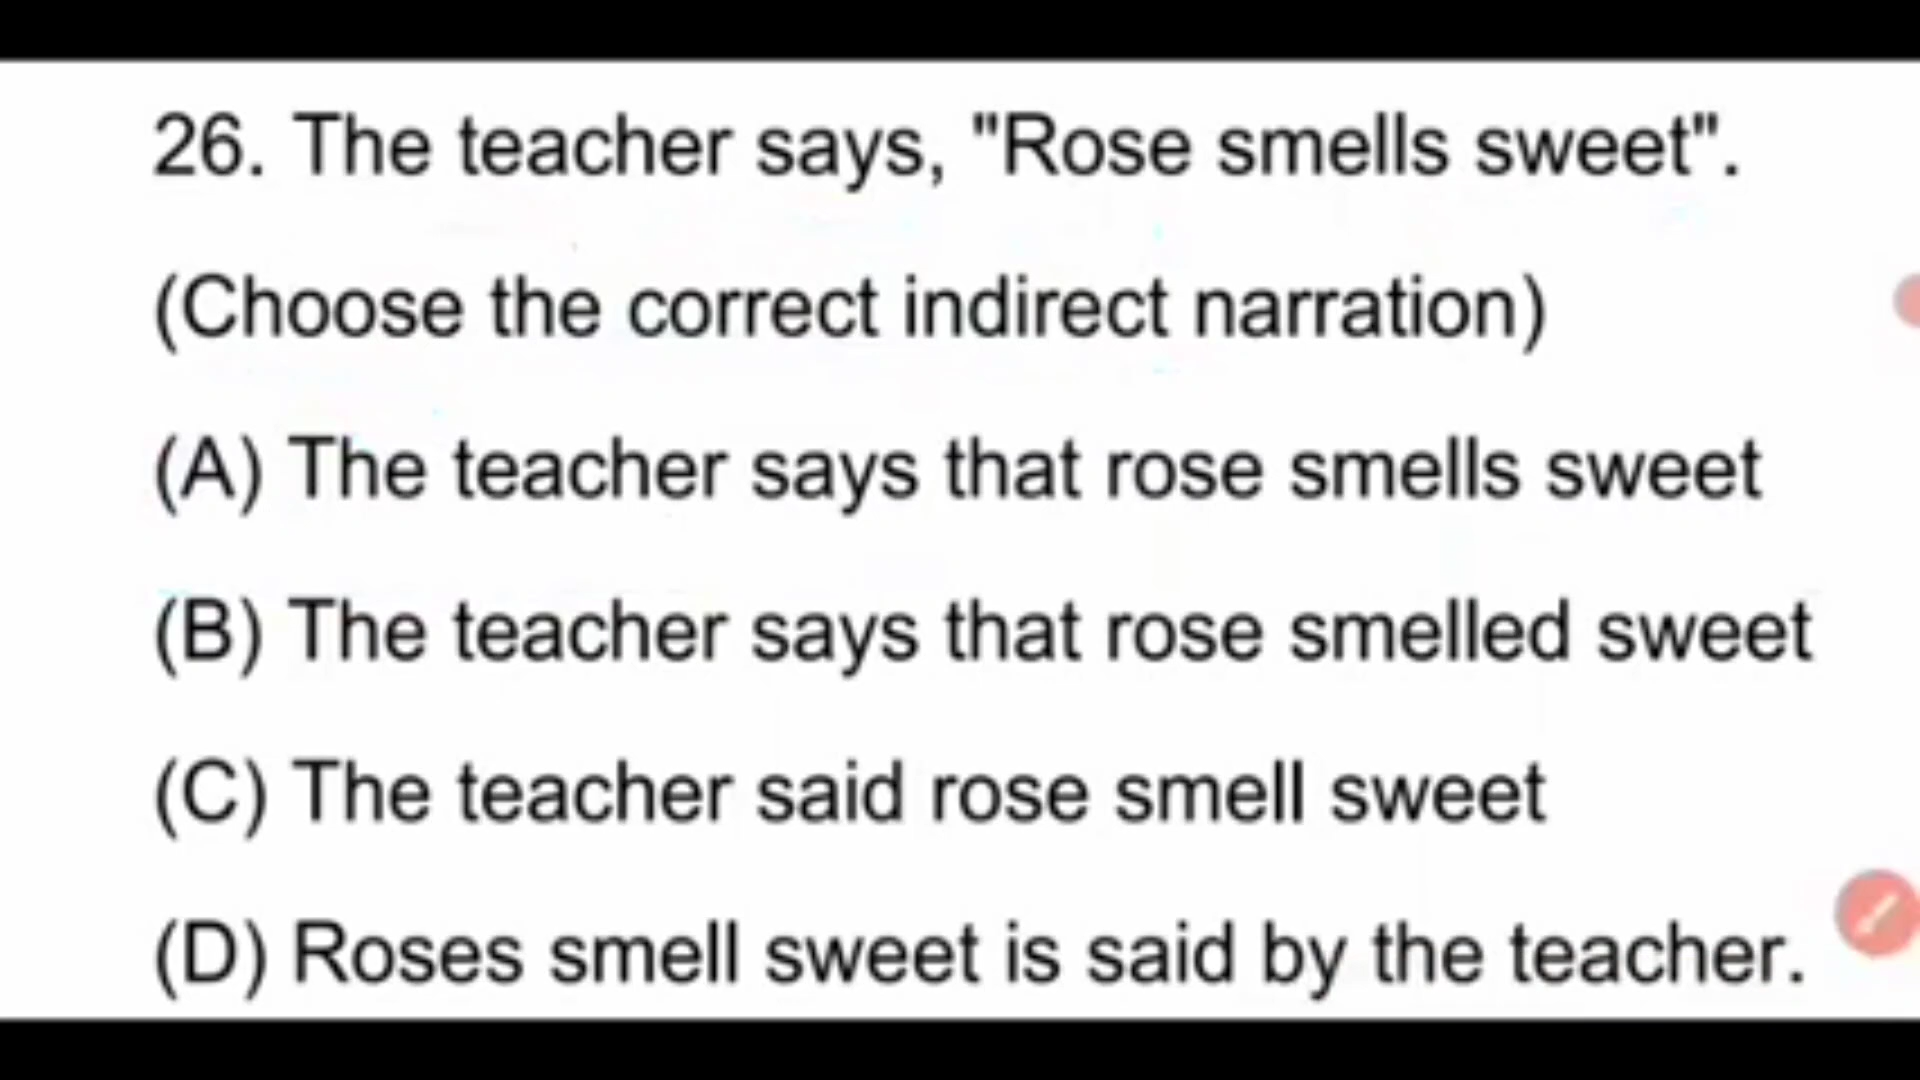 26. The teacher says, "Rose smells sweet".
(Choose the correct indirect narration)
(A) The teacher says that rose smells sweet
(B) The teacher says that rose smelled sweet
(C) The teacher said rose smell sweet
(D) Roses smell sweet is said by the teacher.